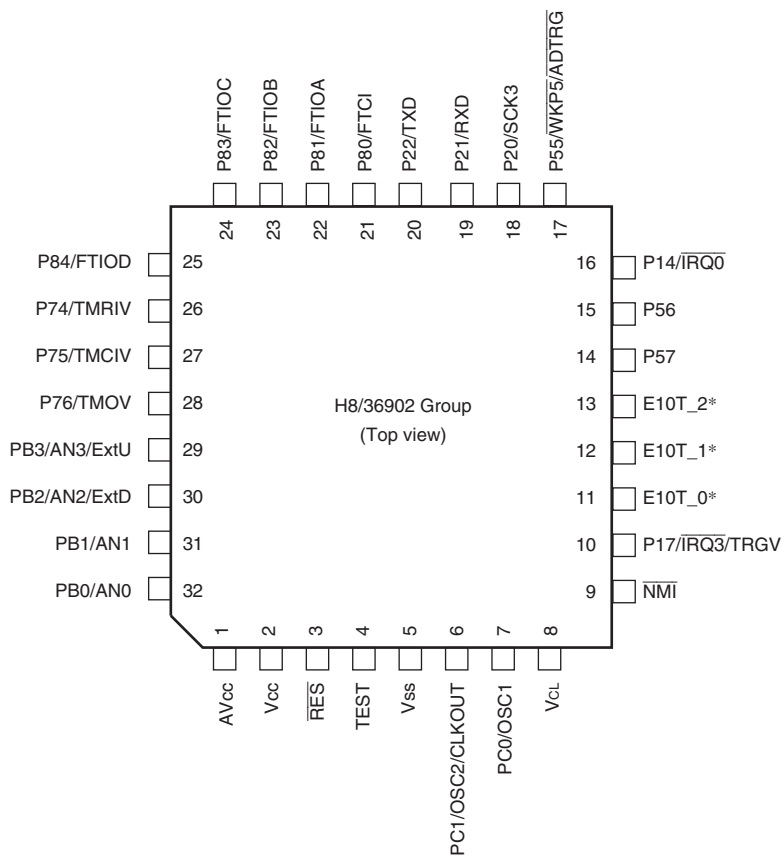 P83/FTIOC
P82/FTIOB
P81/FTIOA
P80/FTCI
P22/TXD
P21/RXD
P20/SCK3
P55/WKP5/ADTRG
24
23
22
21
20
19
18
17
P84/FTIOD 25
P74/TMRIV 26
P75/TMCIV 27
P76/TMOV 28
PB3/AN3/ExtU 29
PB2/AN2/ExtD 30
PB1/AN1 31
PB0/AN0 32
H8/36902 Group
(Top view)
16 P14/IRQ0
15 P56
14 P57
13 E10T_2*
12 E10T_1*
11 E10T_0*
10 P17/IRQ3/TRGV
9 NMI
1
2
3
4
5
6
7
8
AVcc
Vcc
RES
TEST
Vss
PC1/OSC2/CLKOUT
PC0/OSC1
VCL